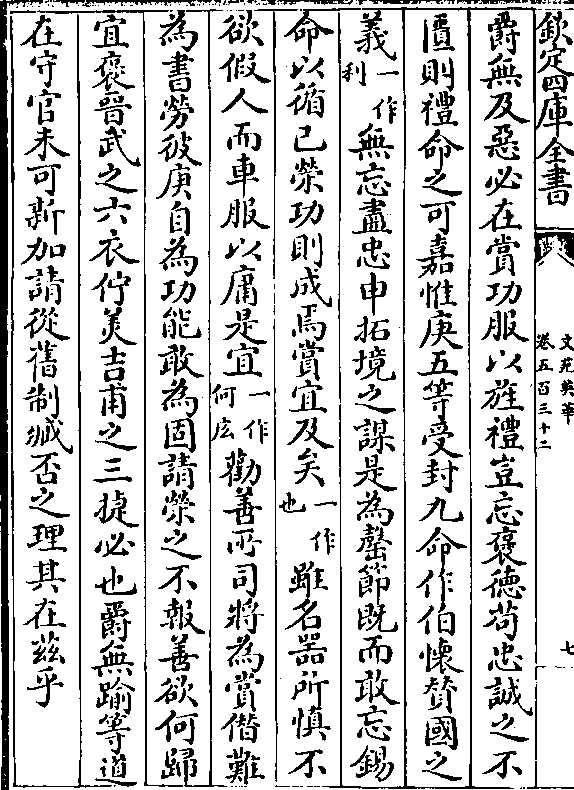 欽定四庫全書
文苑英華
卷五百三十二
七
爵無及惡必在賞功服以旌禮豈忘褒德苟忠誠之不
匱則禮命之可嘉惟庚五等受封九命作伯懷賛國之
義一作利無忘盡忠申拓境之謀是為罄節既而敢忘錫
命以循已榮功則成焉賞宜及矣一作也雖名器所慎不
欲假人而車服以庸是宜一作何庶勸善所司將為賞僭難
為書勞彼庚自為功能敢為固請榮之不報善欲何歸
宜褒晉武之六衣佇美吉甫之三捷必也爵無踰等道
在守官未可新加請從舊制臧否之理其在茲乎